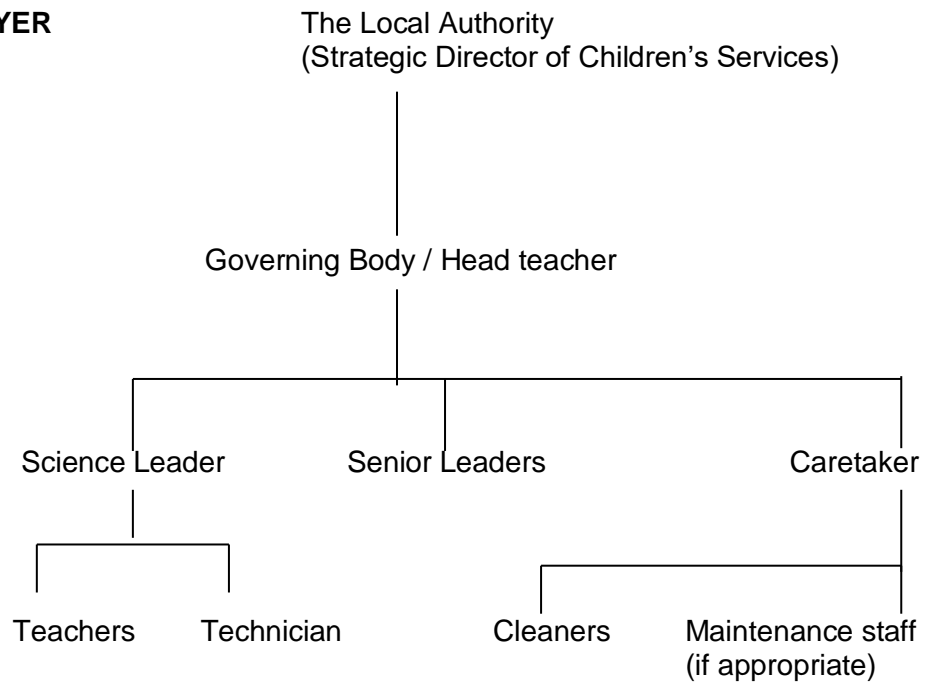 YER
The Local Authority
(Strategic Director of Children's Services)
Governing Body / Head teacher
Science Leader
Senior Leaders
Caretaker
Teachers
Technician
Cleaners
Maintenance staff
(if appropriate)